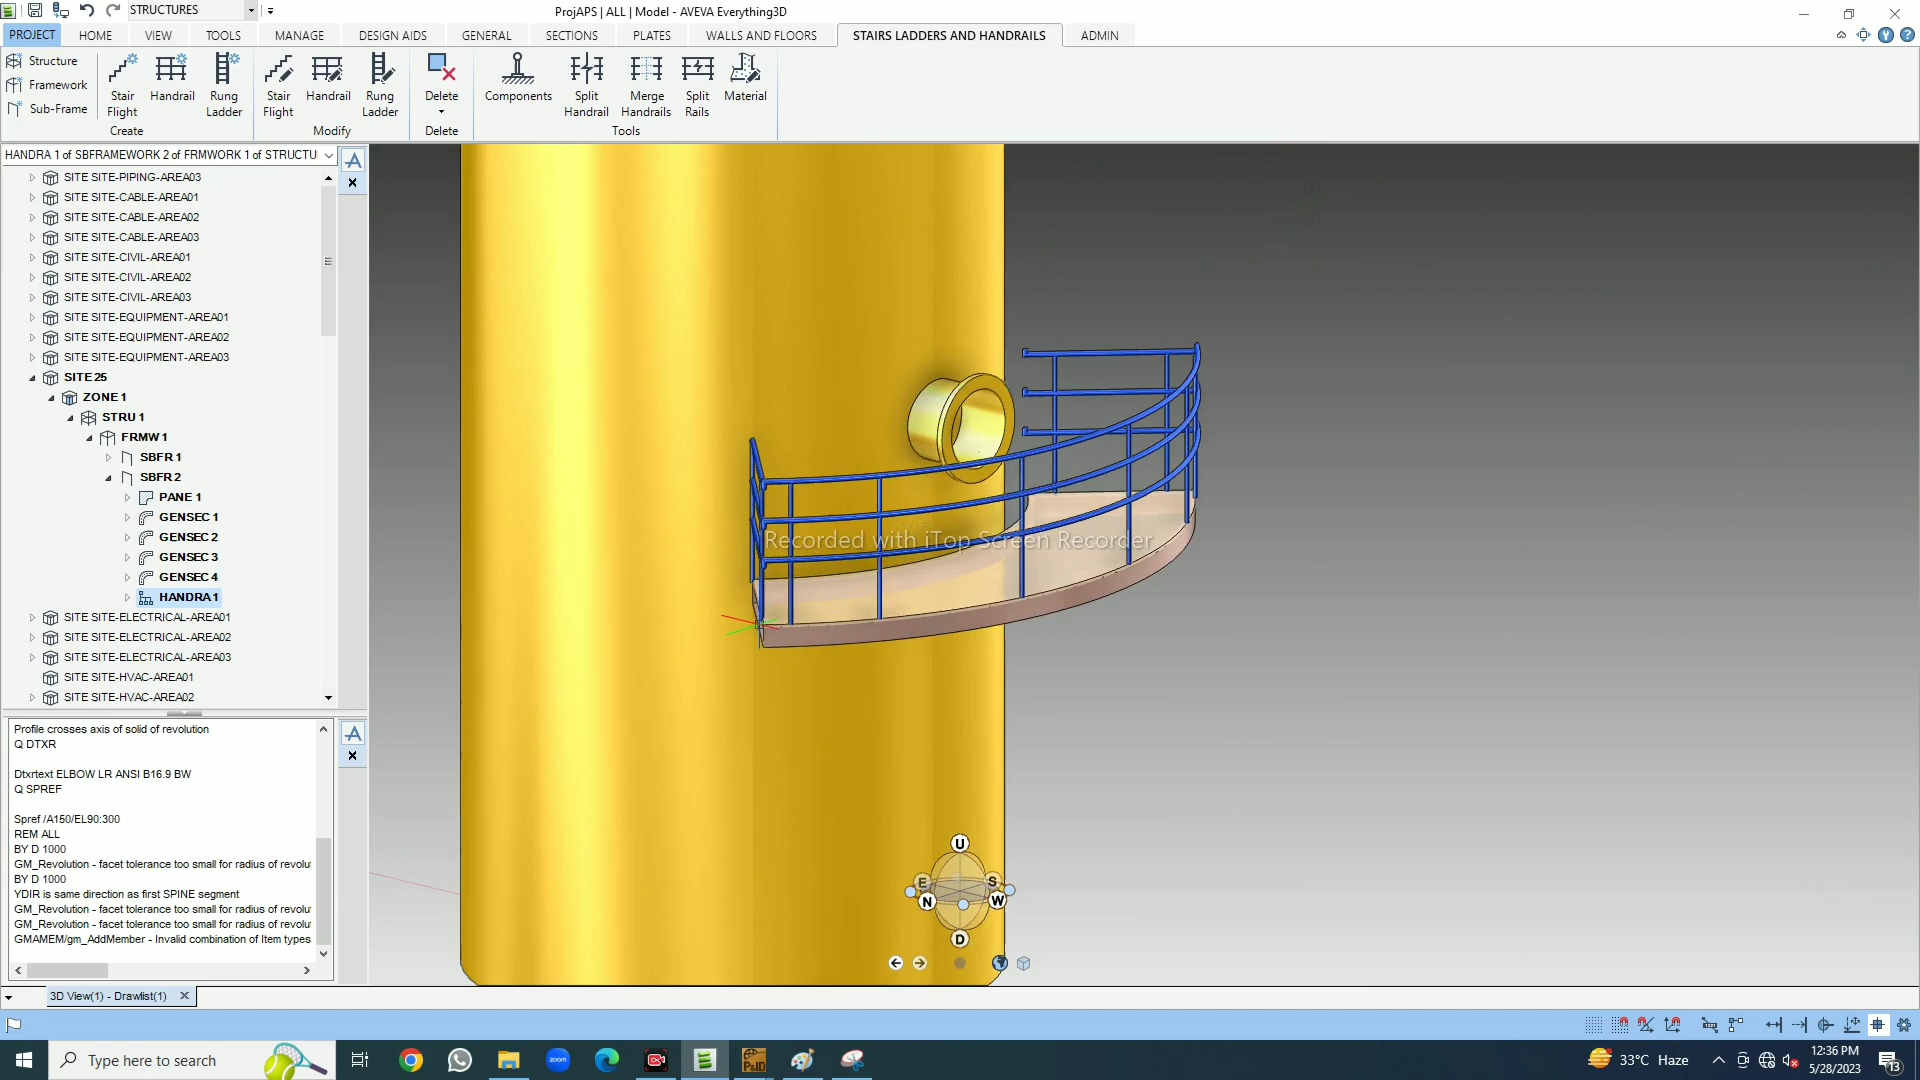 STRUCTURES
ProjAPS | ALL | Model - AVEVA Everything3D
PROJECT HOME VIEW TOOLS MANAGE DESIGN AIDS GENERAL SECTIONS PLATES WALLS AND FLOORS STAIRS LADDERS AND HANDRAILS ADMIN
Structure
Framework
Sub-Frame
Stair Flight
Handrail
Rung Ladder
Create
Stair Flight
Handrail
Rung Ladder
Modify
Delete
Delete
Components
Split Handrail
Merge Handrails
Split Rails
Material
Tools
HANDRA 1 of SBFRAMEWORK 2 of FRMWORK 1 of STRUCTU
SITE SITE-PIPING-AREA03
SITE SITE-CABLE-AREA01
SITE SITE-CABLE-AREA02
SITE SITE-CABLE-AREA03
SITE SITE-CIVIL-AREA01
SITE SITE-CIVIL-AREA02
SITE SITE-CIVIL-AREA03
SITE SITE-EQUIPMENT-AREA01
SITE SITE-EQUIPMENT-AREA02
SITE SITE-EQUIPMENT-AREA03
SITE 25
ZONE 1
STRU 1
FRMW 1
SBFR 1
SBFR 2
PANE 1
GENSEC 1
GENSEC 2
GENSEC 3
GENSEC 4
HANDRA 1
SITE SITE-ELECTRICAL-AREA01
SITE SITE-ELECTRICAL-AREA02
SITE SITE-ELECTRICAL-AREA03
SITE SITE-HVAC-AREA01
SITE SITE-HVAC-AREA02
Profile crosses axis of solid of revolution
Q DTXR
Dtxrtext ELBOW LR ANSI B16.9 BW
Q SPREF
Spref /A150/EL90:300
REM ALL
BY D 1000
GM_Revolution - facet tolerance too small for radius of revolu
BY D 1000
YDIR is same direction as first SPINE segment
GM_Revolution - facet tolerance too small for radius of revolu
GM_Revolution - facet tolerance too small for radius of revolu
GMAMEM/gm_AddMember - Invalid combination of Item types
Recorded with iTop Screen Recorder
U
E S
N W
D
3D View(1) - Drawlist(1)
Type here to search
zoom
P&ID
33°C Haze
12:36 PM
5/28/2023
13